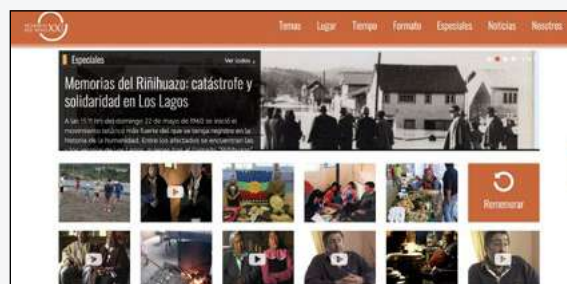 Temas Lugar Tiempo Formato Especiales Noticias Nosotros
Especiales Ver todos
Memorias del Riñihuazo: catástrofe y
solidaridad en Los Lagos
A las 15:11 hrs del domingo 22 de mayo de 1960 se inició el
movimiento telúrico más fuerte del que se tenga registro en la
historia de la humanidad. Entre los afectados se encuentran las
Rememorar